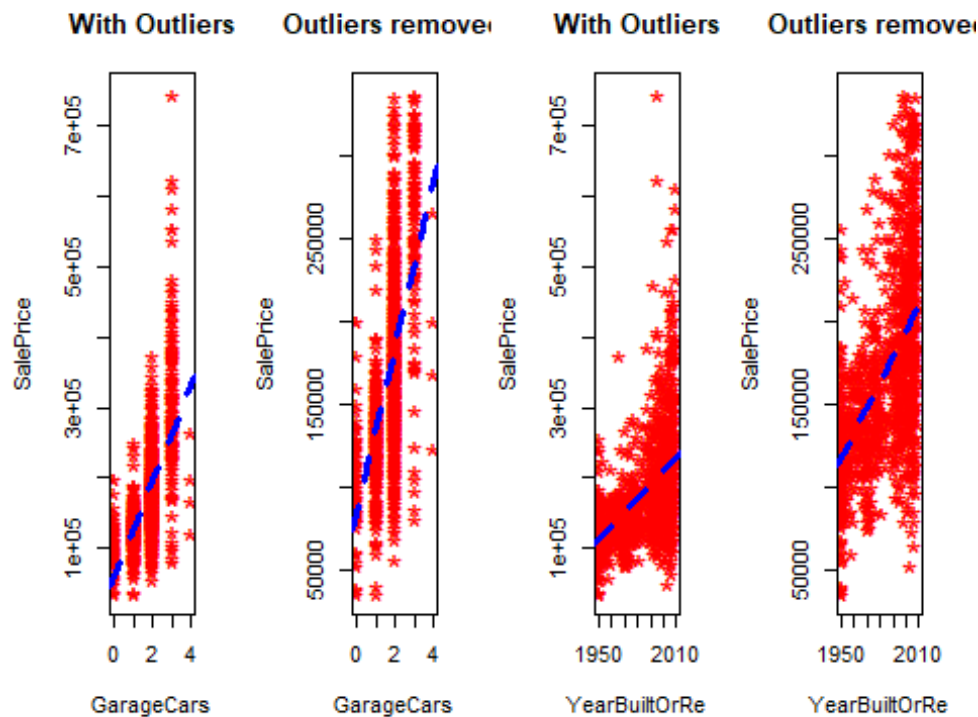 With Outliers
Outliers removed
With Outliers
Outliers removed
SalePrice
7e+05
5e+05
3e+05
1e+05
0 2 4
GarageCars
SalePrice
250000
150000
50000
0 2 4
GarageCars
SalePrice
7e+05
5e+05
3e+05
1e+05
1950 2010
YearBuiltOrRe
SalePrice
250000
150000
50000
1950 2010
YearBuiltOrRe